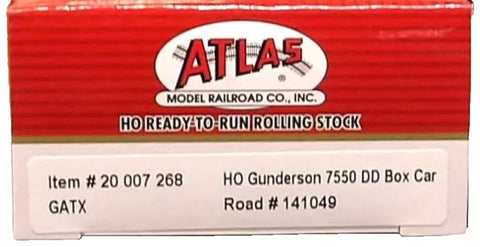 ATLAS
®
MODEL RAILROAD CO., INC.
HO READY-TO-RUN ROLLING STOCK
Item # 20 007 268 HO Gunderson 7550 DD Box Car
GATX Road # 141049